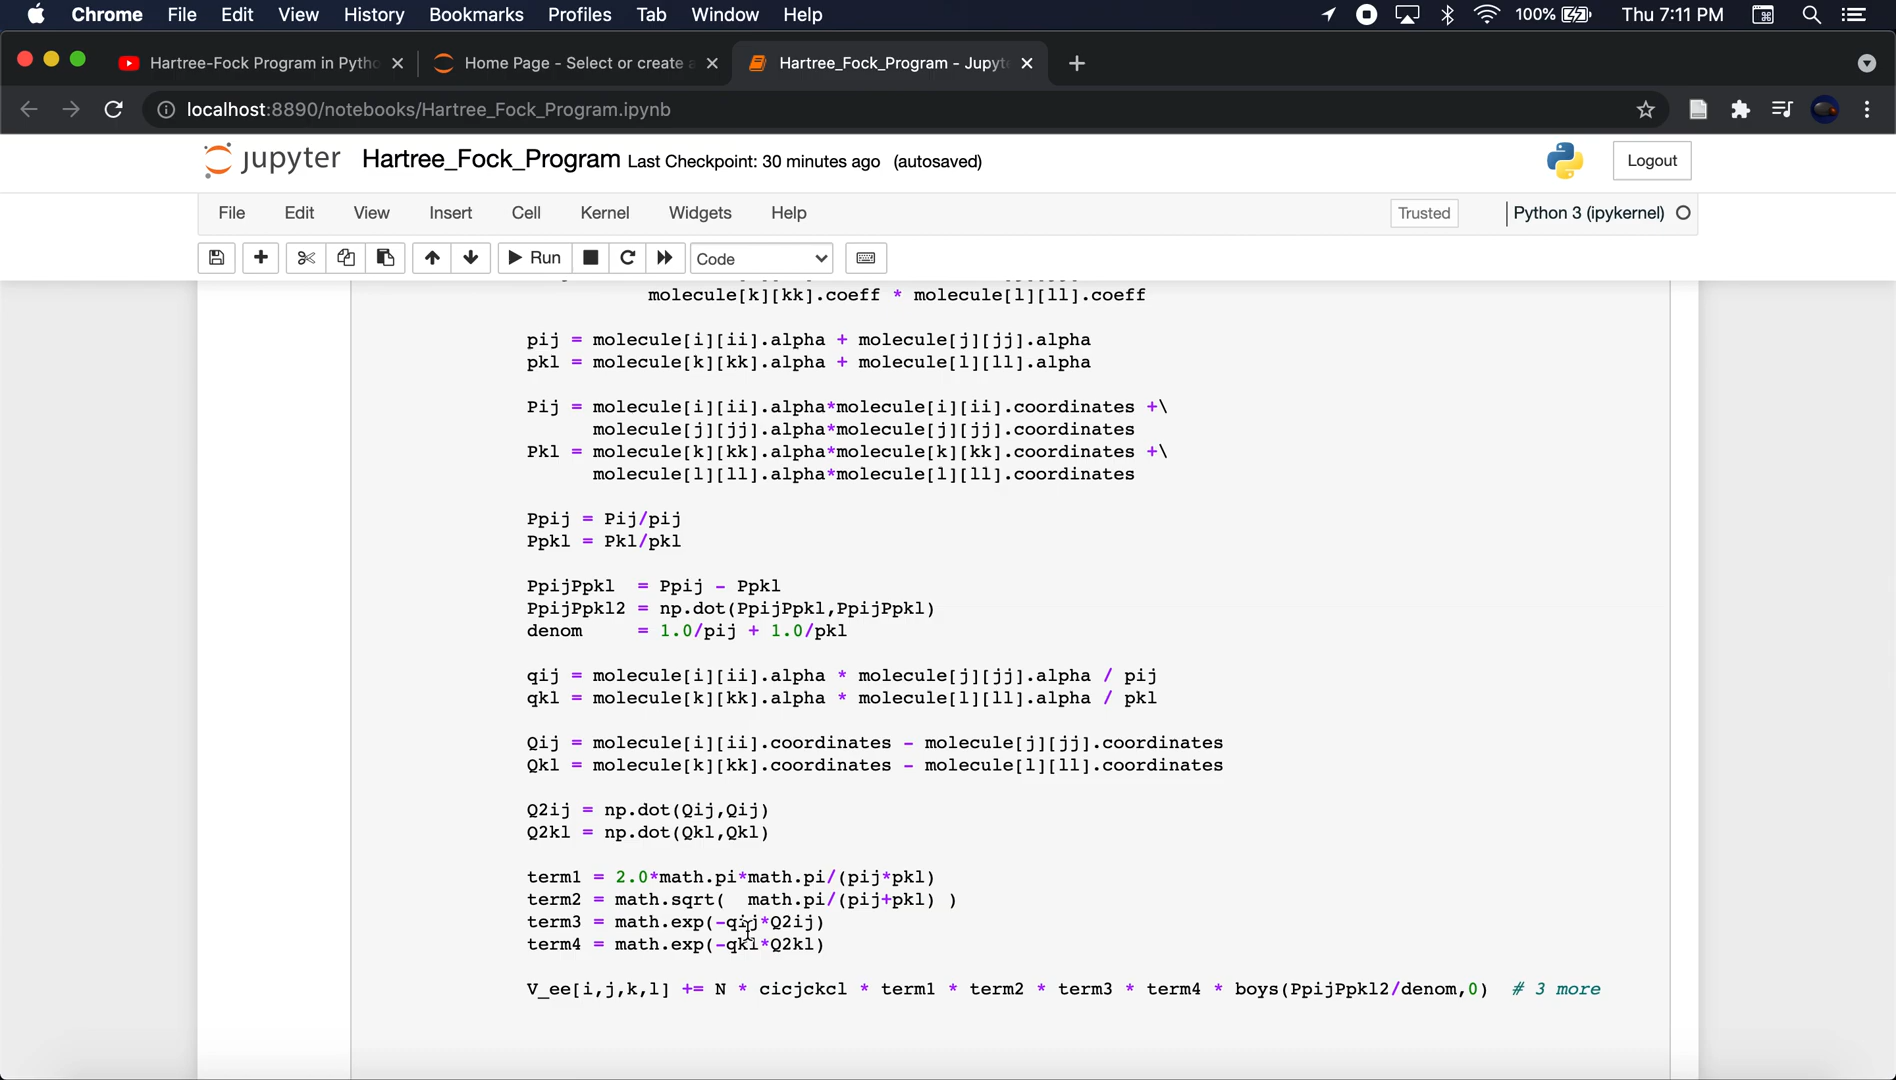 Chrome File Edit View History Bookmarks Profiles Tab Window Help 100% Thu 7:11 PM
Hartree-Fock Program in Pytho Home Page - Select or create a Hartree_Fock_Program - Jupyte
localhost:8890/notebooks/Hartree_Fock_Program.ipynb
jupyter Hartree_Fock_Program Last Checkpoint: 30 minutes ago (autosaved) Logout
File Edit View Insert Cell Kernel Widgets Help Trusted Python 3 (ipykernel)
Run Code
molecule[k][kk].coeff * molecule[l][ll].coeff
pij = molecule[i][ii].alpha + molecule[j][jj].alpha
pkl = molecule[k][kk].alpha + molecule[l][ll].alpha
Pij = molecule[i][ii].alpha*molecule[i][ii].coordinates +\
molecule[j][jj].alpha*molecule[j][jj].coordinates
Pkl = molecule[k][kk].alpha*molecule[k][kk].coordinates +\
molecule[l][ll].alpha*molecule[l][ll].coordinates
Ppij = Pij/pij
Ppkl = Pkl/pkl
PpijPpkl  = Ppij - Ppkl
PpijPpkl2 = np.dot(PpijPpkl,PpijPpkl)
denom     = 1.0/pij + 1.0/pkl
qij = molecule[i][ii].alpha * molecule[j][jj].alpha / pij
qkl = molecule[k][kk].alpha * molecule[l][ll].alpha / pkl
Qij = molecule[i][ii].coordinates - molecule[j][jj].coordinates
Qkl = molecule[k][kk].coordinates - molecule[l][ll].coordinates
Q2ij = np.dot(Qij,Qij)
Q2kl = np.dot(Qkl,Qkl)
term1 = 2.0*math.pi*math.pi/(pij*pkl)
term2 = math.sqrt(  math.pi/(pij+pkl) )
term3 = math.exp(-qij*Q2ij)
term4 = math.exp(-qkl*Q2kl)
V_ee[i,j,k,l] += N * cicjckcl * term1 * term2 * term3 * term4 * boys(PpijPpkl2/denom,0)  # 3 more